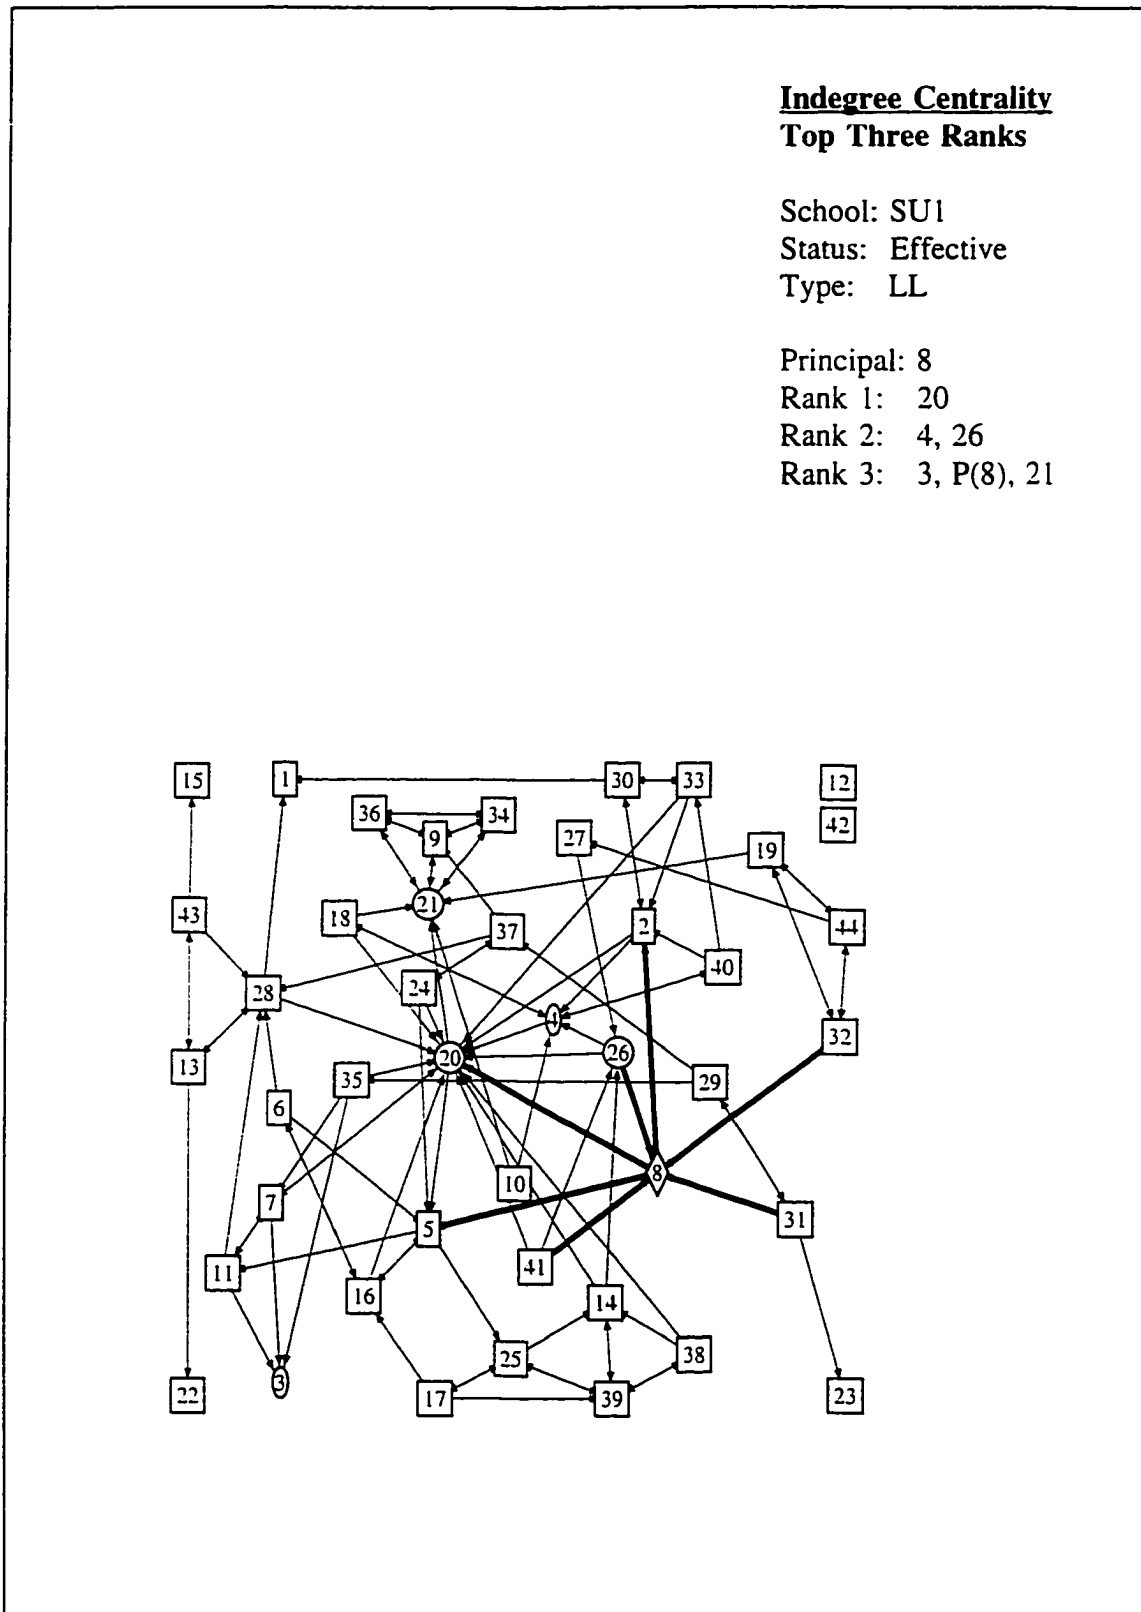 Indegree Centrality
Top Three Ranks
School: SU1
Status: Effective
Type: LL
Principal: 8
Rank 1: 20
Rank 2: 4, 26
Rank 3: 3, P(8), 21
15 1 30 33 12
36 34 42
9 27 19
21
43 18 37 2 44
28 24 40
4 32
13 20 26
35 29
6
8
7 10
5 31
11 41
16 14
25 38
3
22 17 39 23